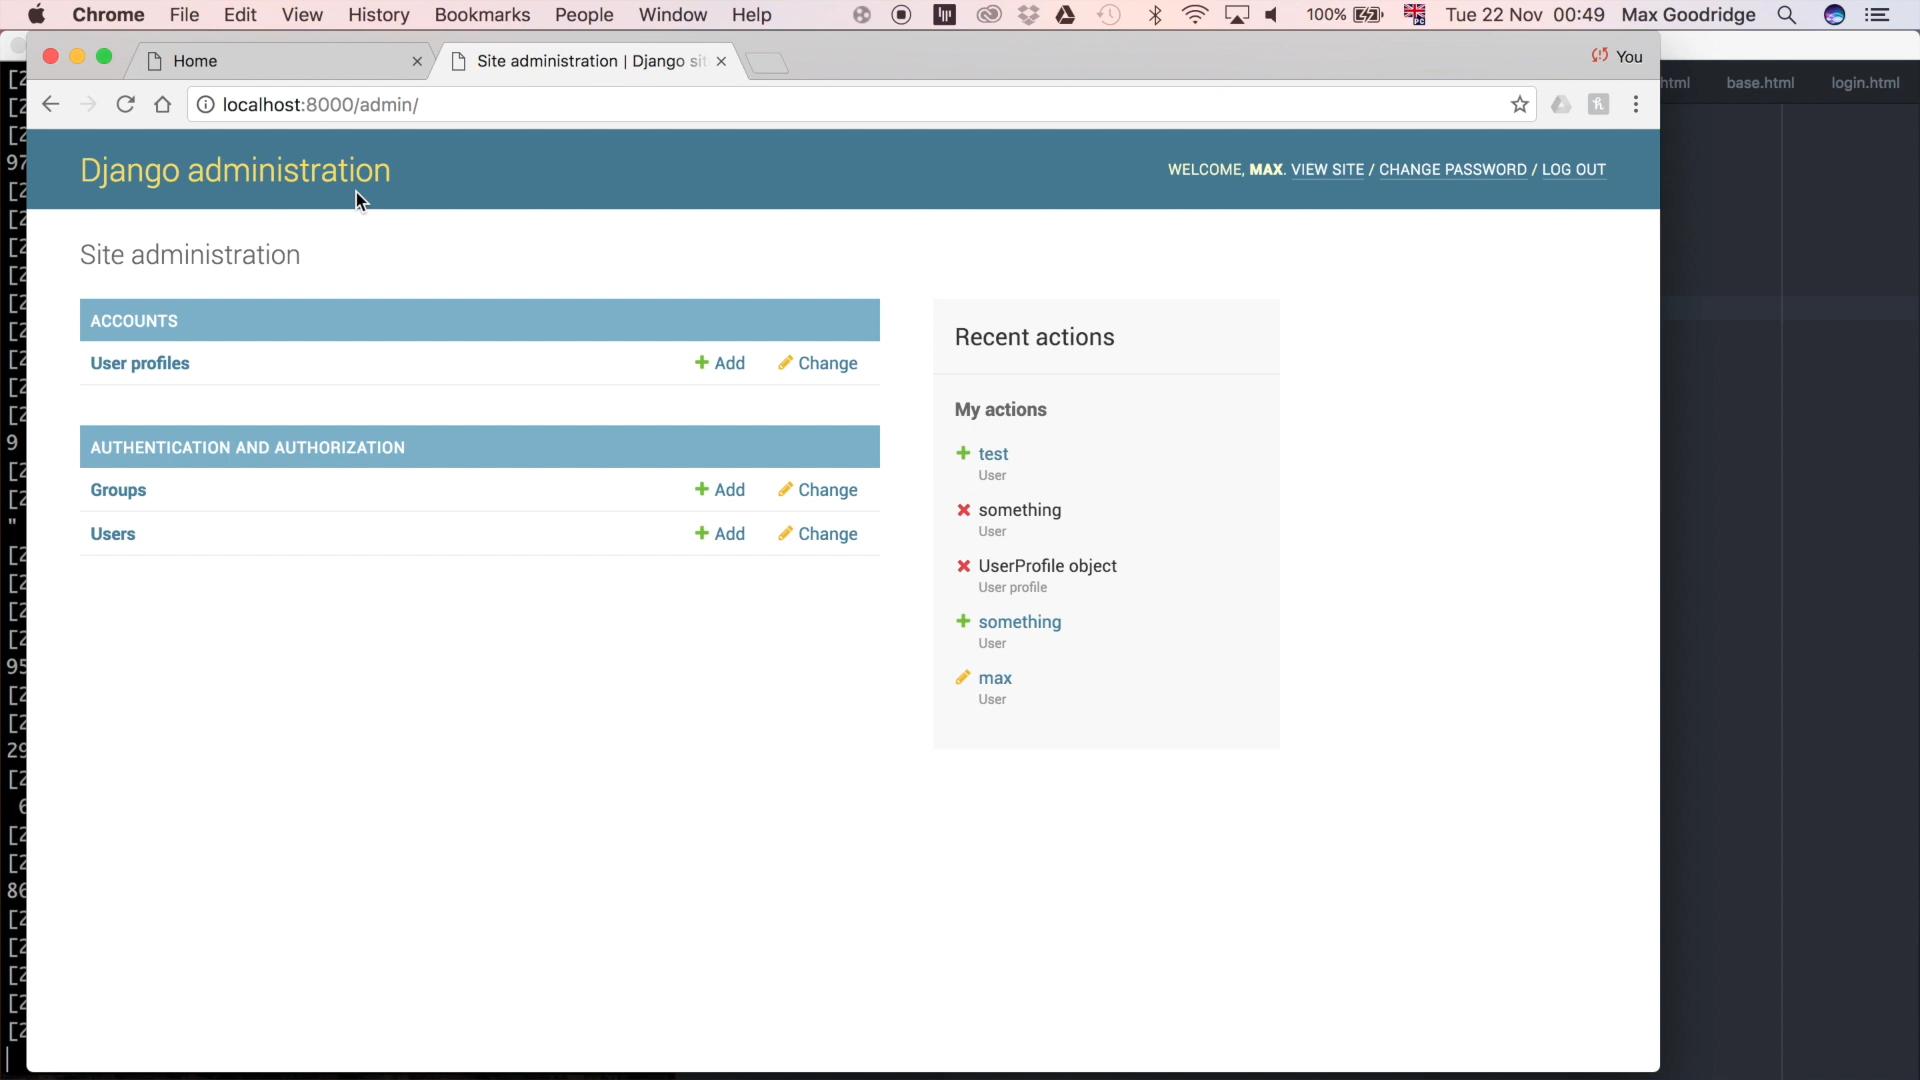 Chrome File Edit View History Bookmarks People Window Help 100% Tue 22 Nov 00:49 Max Goodridge
Home
Site administration | Django sit
You
base.html
login.html
localhost:8000/admin/
Django administration
WELCOME, MAX. VIEW SITE / CHANGE PASSWORD / LOG OUT
Site administration
ACCOUNTS
User profiles Add Change
AUTHENTICATION AND AUTHORIZATION
Groups Add Change
Users Add Change
Recent actions
My actions
test
User
something
User
UserProfile object
User profile
something
User
max
User